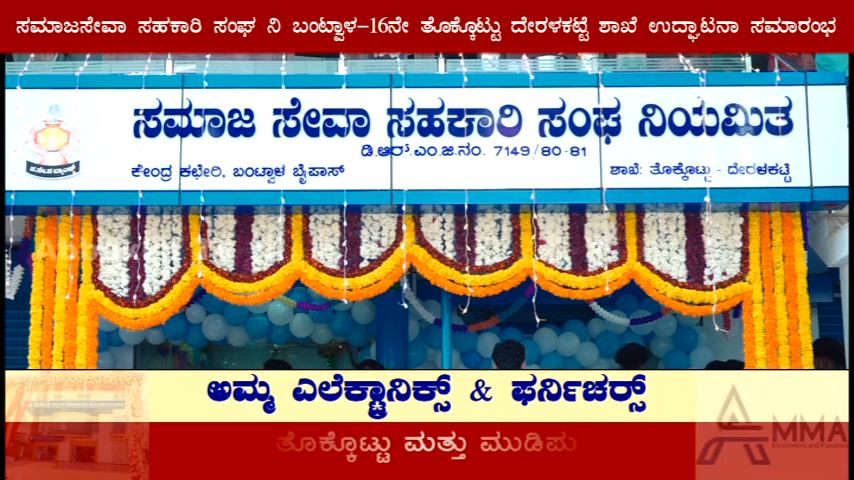 ಸಮಾಜಸೇವಾ ಸಹಕಾರಿ ಸಂಘ ನಿ ಬಂಟ್ವಾಳ–16ನೇ ತೊಕ್ಕೊಟ್ಟು ದೇರಳಕಟ್ಟೆ ಶಾಖೆ ಉದ್ಘಾಟನಾ ಸಮಾರಂಭ
ಸಮಾಜ ಸೇವಾ ಸಹಕಾರಿ ಸಂಘ ನಿಯಮಿತ
ಡಿ.ಆರ್.ಎಂ.ಜಿ.ನಂ. 7149/80-81
ಕೇಂದ್ರ ಕಛೇರಿ, ಬಂಟ್ವಾಳ ಬೈಪಾಸ್
ಶಾಖೆ: ತೊಕ್ಕೊಟ್ಟು - ದೇರಳಕಟ್ಟೆ
ಅಮ್ಮ ಎಲೆಕ್ಟ್ರಾನಿಕ್ಸ್ & ಫರ್ನಿಚರ್ಸ್
ತೊಕ್ಕೊಟ್ಟು ಮತ್ತು ಮುಡಿಪು
AMMA